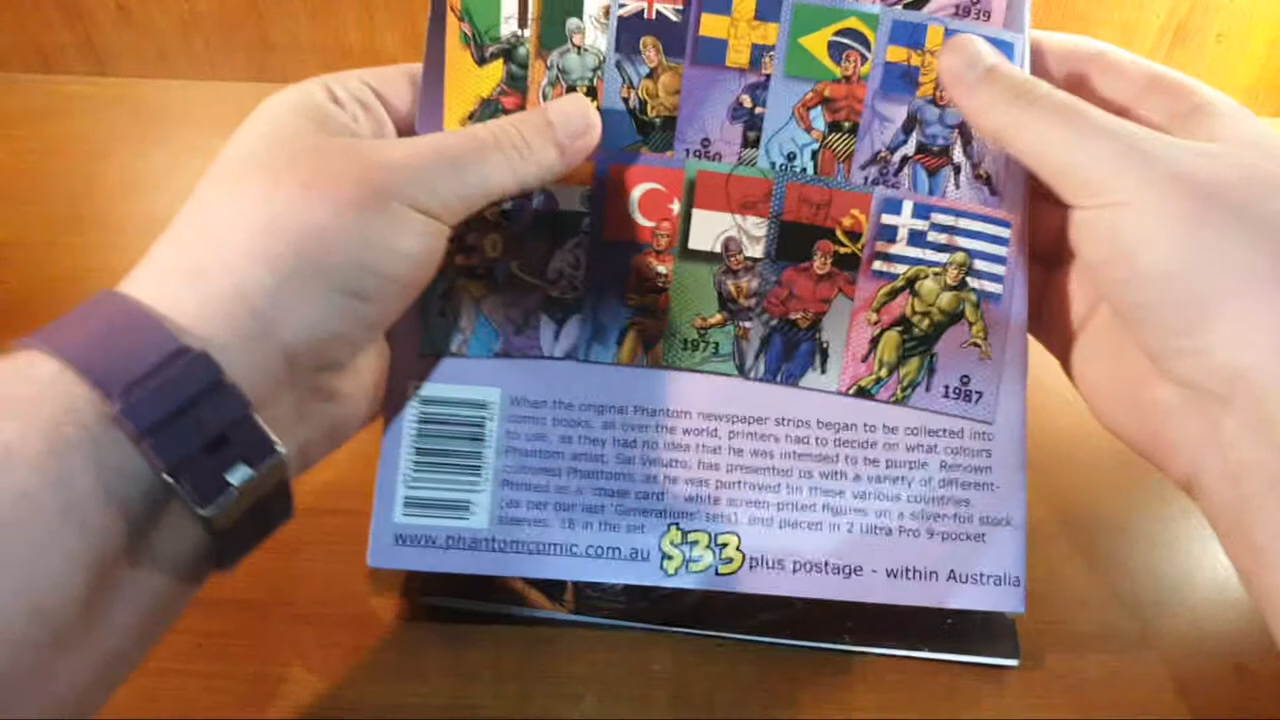 1939
1950
1954
1956
1973
1987
When the original Phantom newspaper strips began to be collected into
comic books, all over the world, printers had to decide on what colours
to use, as they had no idea that he was intended to be purple. Renown
Phantom artist, Sal Velutto, has presented us with a variety of different-
coloured Phantoms, as he was portrayed (in these various countries.
Printed as a 'chase card' - white screen-prited figures on a silver-foil stock
(as per our last 'Generations' sets), and placed in 2 Ultra Pro 9-pocket
sleeves. 18 in the set.
www.phantomcomic.com.au $33 plus postage - within Australia